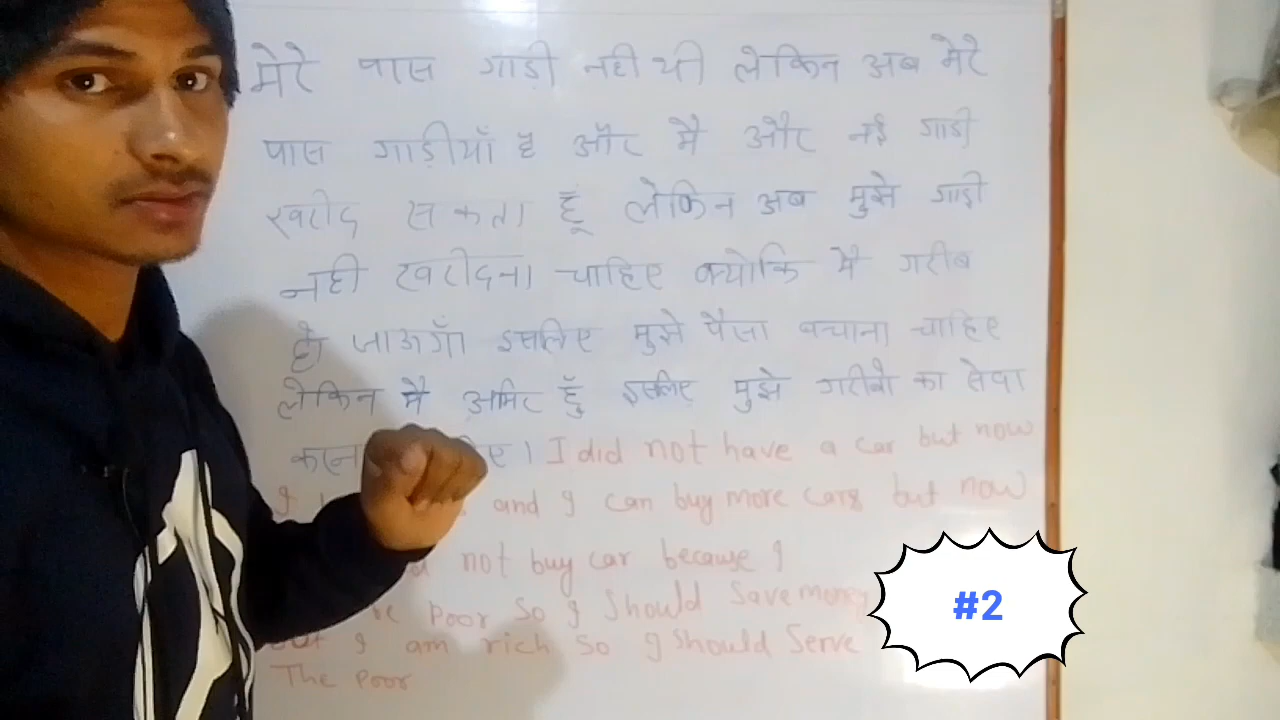 मेरे पास गाडी नही थी लेकिन अब मेरे
पास गाड़ीयाँ है और मै और नई गाडी
खरीद सकता हूँ लेकिन अब मुझे गाड़ी
नही खरीदना चाहिए क्योकि मै गरीब
हो जाऊगाँ इसलिए मुझे पैसा बचाना चाहिए
लेकिन मै अमिर हूँ इसलिए मुझे गरीबो का सेवा
करना I did not have a car but now
I and I can buy more cars but now
not buy car because I
poor so I should save money
but I am rich so I should serve
The poor
#2